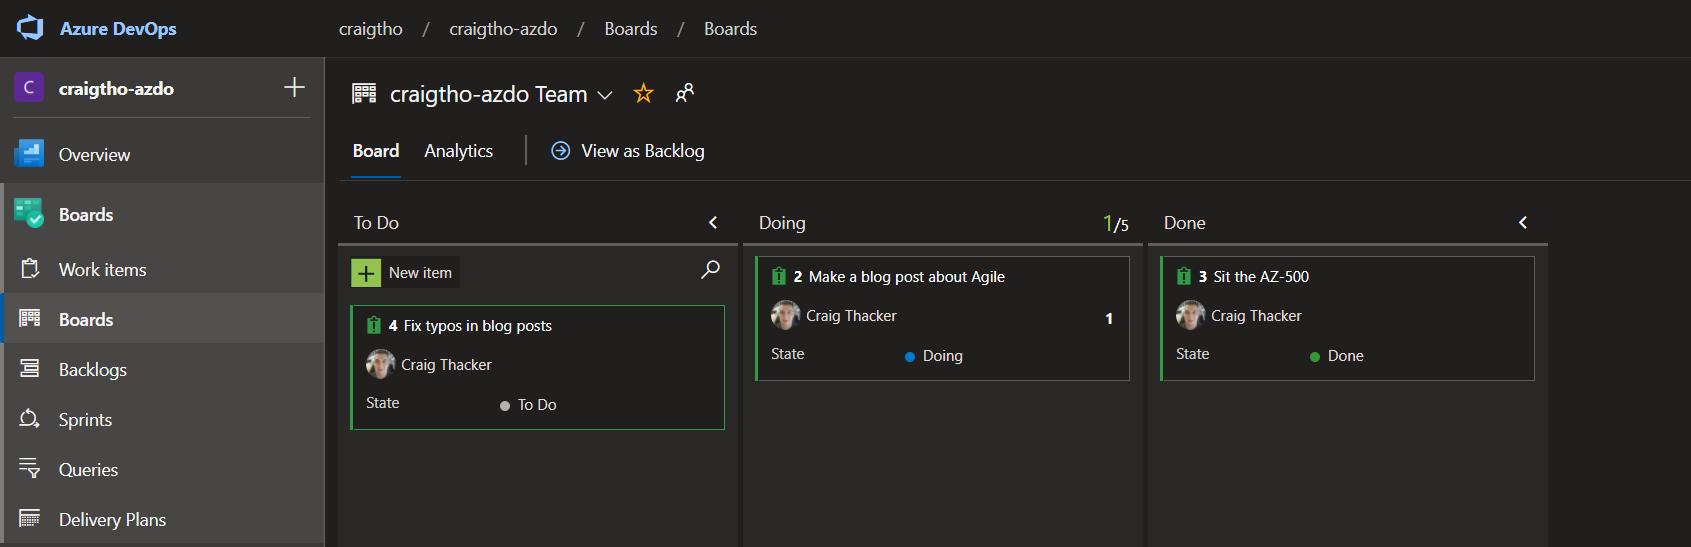 Azure DevOps
craigtho / craigtho-azdo / Boards / Boards
C craigtho-azdo
craigtho-azdo Team
Overview
Board Analytics View as Backlog
Boards
Work items
Boards
Backlogs
Sprints
Queries
Delivery Plans
To Do
New item
4 Fix typos in blog posts
Craig Thacker
State To Do
Doing 1/5
2 Make a blog post about Agile
Craig Thacker 1
State Doing
Done
3 Sit the AZ-500
Craig Thacker
State Done